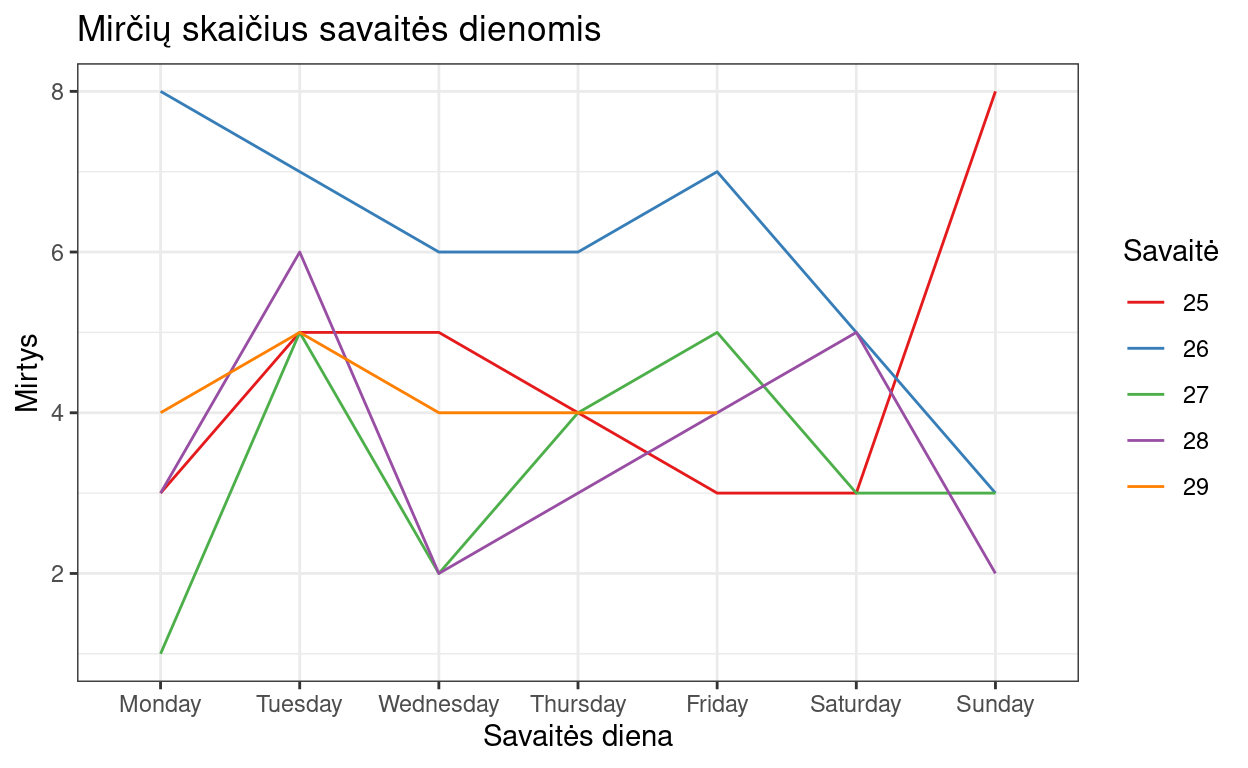 Mirčių skaičius savaitės dienomis
8
6
4
2
Mirtys
Monday Tuesday Wednesday Thursday Friday Saturday Sunday
Savaitės diena
Savaitė
25
26
27
28
29